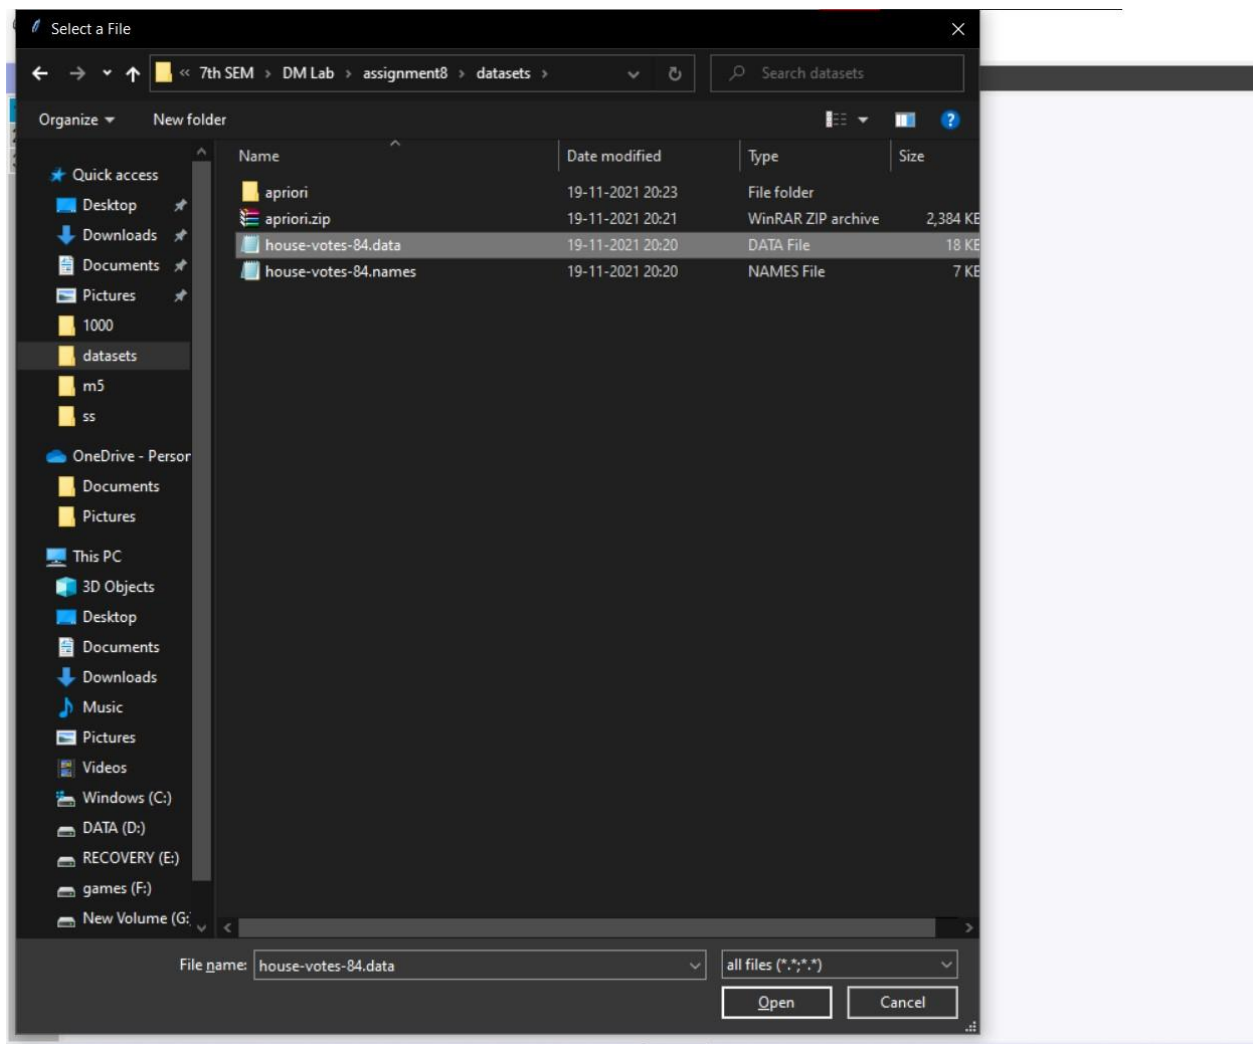 Select a File
« 7th SEM > DM Lab > assignment8 > datasets >
Search datasets
Organize
New folder
Name Date modified Type Size
apriori 19-11-2021 20:23 File folder
apriori.zip 19-11-2021 20:21 WinRAR ZIP archive 2,384 KE
house-votes-84.data 19-11-2021 20:20 DATA File 18 KE
house-votes-84.names 19-11-2021 20:20 NAMES File 7 KE
Quick access
Desktop
Downloads
Documents
Pictures
1000
datasets
m5
ss
OneDrive - Person
Documents
Pictures
This PC
3D Objects
Desktop
Documents
Downloads
Music
Pictures
Videos
Windows (C:)
DATA (D:)
RECOVERY (E:)
games (F:)
New Volume (G:
File name: house-votes-84.data
all files (*.*;*.*)
Open
Cancel